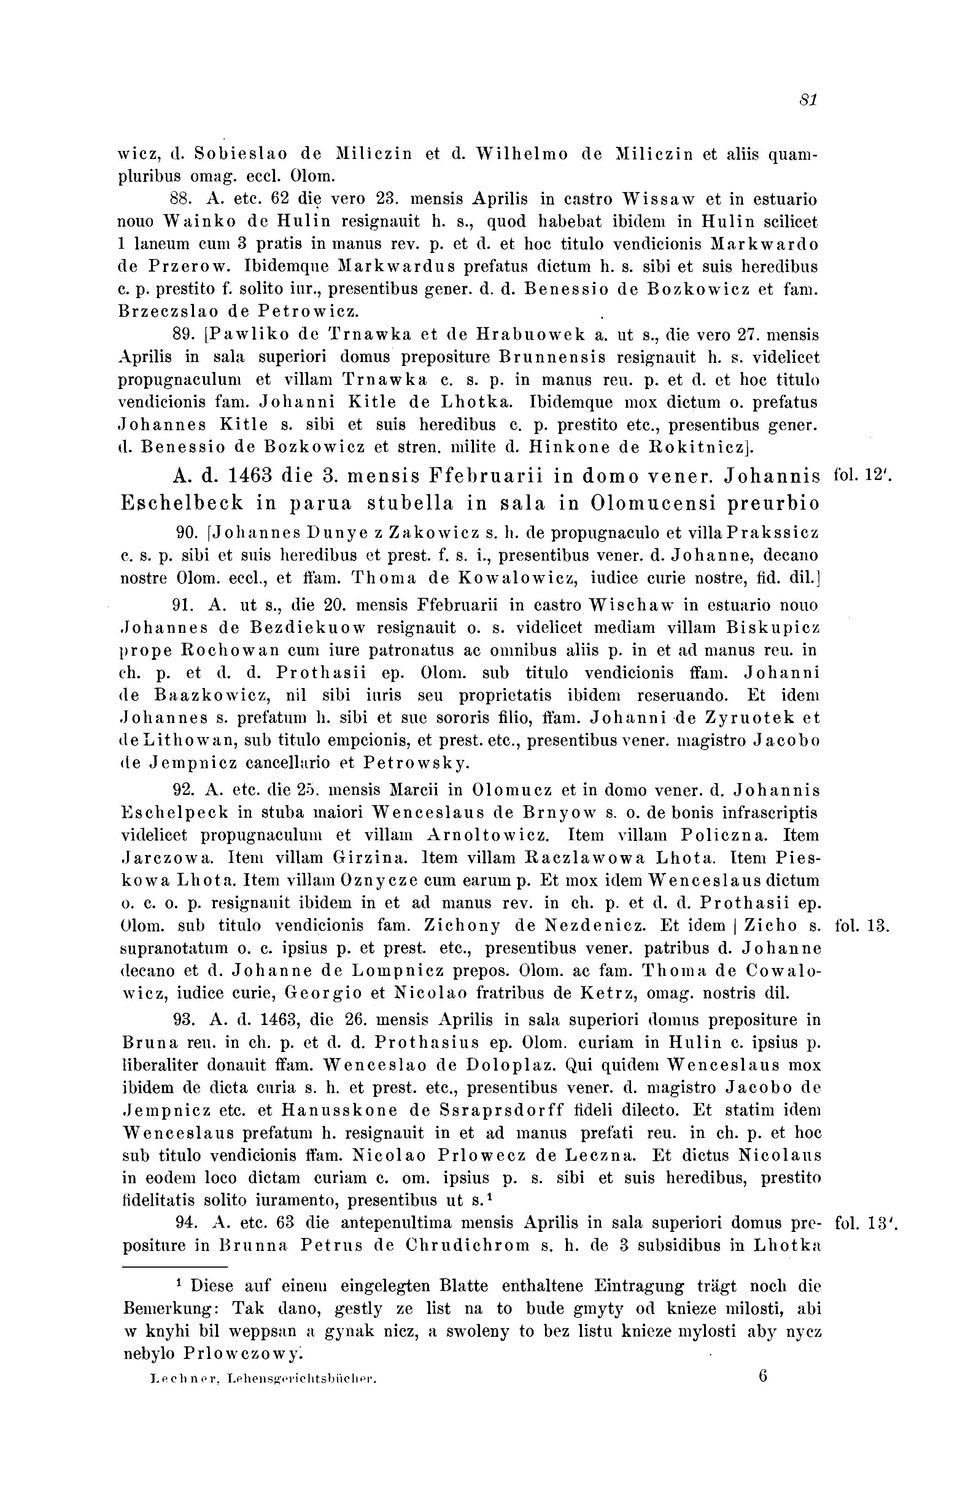 81
wicz, d. Sobieslao de Miliczin et d. Wilhelmo de Miliczin et aliis quam-
pluribus omag. eccl. Olom.
88. A. etc. 62 die vero 23. mensis Aprilis in castro Wissaw et in estuario
nouo Wainko de Hulin resignauit h. s., quod habebat ibidem in Hulin scilicet
1 laneum cum 3 pratis in manus rev. p. et d. et hoc titulo vendicionis Markwardo
de Przerow. Ibidemque Markwardus prefatus dictum h. s. sibi et suis heredibus
c. p. prestito f. solito iur., presentibus gener. d. d. Benessio de Bozkowicz et fam.
Brzeczslao de Petrowicz.
89. [Pawliko de Trnawka et de Hrabuowek a. ut s., die vero 27. mensis
Aprilis in sala superiori domus prepositure Brunnensis resignauit h. s. videlicet
propugnaculum et villam Trnawka c. s. p. in manus reu. p. et d. et hoc titulo
vendicionis fam. Johanni Kitle de Lhotka. Ibidemque mox dictum o. prefatus
Johannes Kitle s. sibi et suis heredibus c. p. prestito etc., presentibus gener.
d. Benessio de Bozkowicz et stren. milite d. Hinkone de Rokitnicz].
A. d. 1463 die 3. mensis Ffebruarii in domo vener. Johannis fol. 12'.
Eschelbeck in parua stubella in sala in Olomucensi preurbio
90. [Johannes Dunye z Zakowicz s. h. de propugnaculo et villa Prakssicz
c. s. p. sibi et suis heredibus et prest. f. s. i., presentibus vener. d. Johanne, decano
nostre Olom. eccl., et ffam. Thoma de Kowalowicz, iudice curie nostre, fid. dil.]
91. A. ut s., die 20. mensis Ffebruarii in castro Wischaw in estuario nouo
Johannes de Bezdiekuow resignauit o. s. videlicet mediam villam Biskupicz
prope Rochowan cum iure patronatus ac omnibus aliis p. in et ad manus reu. in
ch. p. et d. d. Prothasii ep. Olom. sub titulo vendicionis ffam. Johanni
de Baazkowicz, nil sibi iuris seu proprietatis ibidem reseruando. Et idem
Johannes s. prefatum h. sibi et sue sororis filio, ffam. Johanni de Zyruotek et
de Lithowan, sub titulo empcionis, et prest. etc., presentibus vener. magistro Jacobo
de Jempnicz cancellario et Petrowsky.
92. A. etc. die 25. mensis Marcii in Olomucz et in domo vener. d. Johannis
Eschelpeck in stuba maiori Wenceslaus de Brnyow s. o. de bonis infrascriptis
videlicet propugnaculum et villam Arnoltowicz. Item villam Policzna. Item
Jarczowa. Item villam Girzina. Item villam Raczlawowa Lhota. Item Pies-
kowa Lhota. Item villam Oznycze cum earum p. Et mox idem Wenceslaus dictum
o. c. o. p. resignauit ibidem in et ad manus rev. in ch. p. et d. d. Prothasii ep.
Olom. sub titulo vendicionis fam. Zichony de Nezdenicz. Et idem | Zicho s. fol. 13.
supranotatum o. c. ipsius p. et prest. etc., presentibus vener. patribus d. Johanne
decano et d. Johanne de Lompnicz prepos. Olom. ac fam. Thoma de Cowalo-
wicz, iudice curie, Georgio et Nicolao fratribus de Ketrz, omag. nostris dil.
93. A. d. 1463, die 26. mensis Aprilis in sala superiori domus prepositure in
Bruna reu. in ch. p. et d. d. Prothasius ep. Olom. curiam in Hulin c. ipsius p.
liberaliter donauit ffam. Wenceslao de Doloplaz. Qui quidem Wenceslaus mox
ibidem de dicta curia s. h. et prest. etc., presentibus vener. d. magistro Jacobo de
Jempnicz etc. et Hanusskone de Ssraprsdorff fideli dilecto. Et statim idem
Wenceslaus prefatum h. resignauit in et ad manus prefati reu. in ch. p. et hoc
sub titulo vendicionis ffam. Nicolao Prlowecz de Leczna. Et dictus Nicolaus
in eodem loco dictam curiam c. om. ipsius p. s. sibi et suis heredibus, prestito
fidelitatis solito iuramento, presentibus ut s.¹
94. A. etc. 63 die antepenultima mensis Aprilis in sala superiori domus pre- fol. 13'.
positure in Brunna Petrus de Chrudichrom s. h. de 3 subsidibus in Lhotka
¹ Diese auf einem eingelegten Blatte enthaltene Eintragung trägt noch die
Bemerkung: Tak dano, gestly ze list na to bude gmyty od knieze milosti, abi
w knyhi bil weppsan a gynak nicz, a swoleny to bez listu knieze mylosti aby nycz
nebylo Prlowczowy.
Lechner, Lehensgerichtsbücher. 6